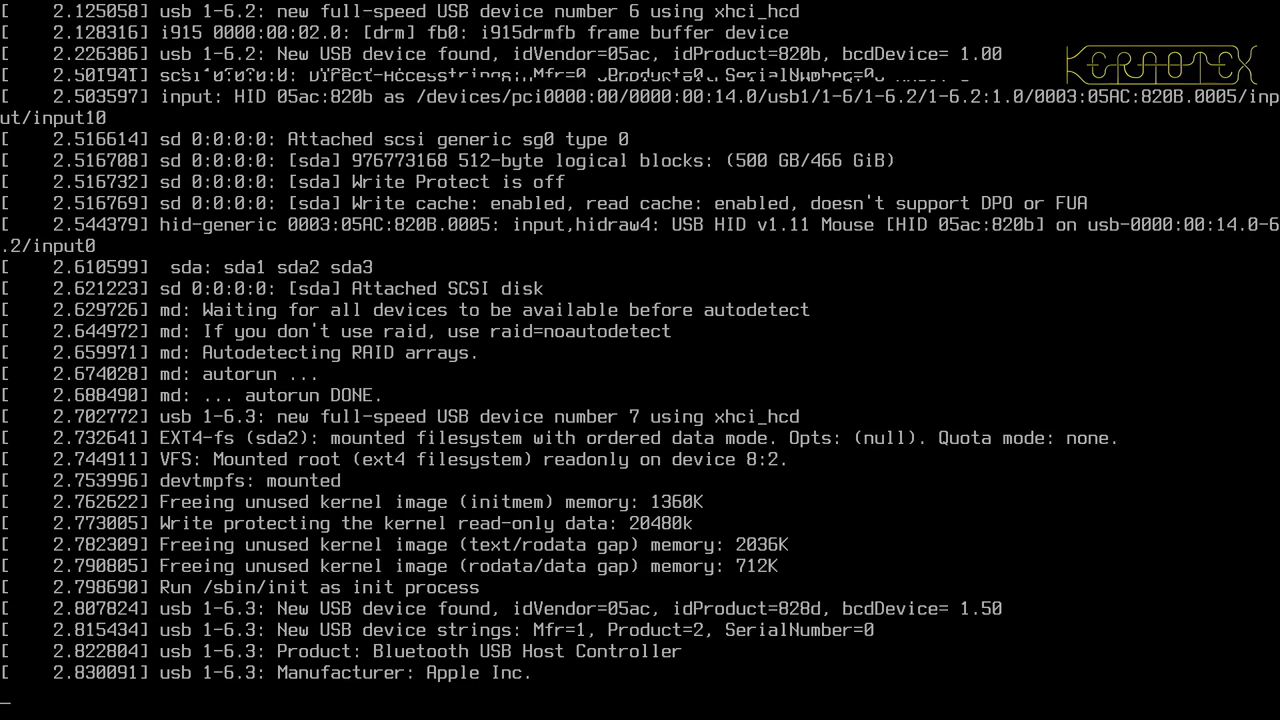 [    2.125058] usb 1-6.2: new full-speed USB device number 6 using xhci_hcd
[    2.128316] i915 0000:00:02.0: [drm] fb0: i915drmfb frame buffer device
[    2.226386] usb 1-6.2: New USB device found, idVendor=05ac, idProduct=820b, bcdDevice= 1.00
KERNOTEX
[    2.503597] input: HID 05ac:820b as /devices/pci0000:00/0000:00:14.0/usb1/1-6/1-6.2/1-6.2:1.0/0003:05AC:820B.0005/inp
ut/input10
[    2.516614] sd 0:0:0:0: Attached scsi generic sg0 type 0
[    2.516708] sd 0:0:0:0: [sda] 976773168 512-byte logical blocks: (500 GB/466 GiB)
[    2.516732] sd 0:0:0:0: [sda] Write Protect is off
[    2.516769] sd 0:0:0:0: [sda] Write cache: enabled, read cache: enabled, doesn't support DPO or FUA
[    2.544379] hid-generic 0003:05AC:820B.0005: input,hidraw4: USB HID v1.11 Mouse [HID 05ac:820b] on usb-0000:00:14.0-6
.2/input0
[    2.610599]  sda: sda1 sda2 sda3
[    2.621223] sd 0:0:0:0: [sda] Attached SCSI disk
[    2.629726] md: Waiting for all devices to be available before autodetect
[    2.644972] md: If you don't use raid, use raid=noautodetect
[    2.659971] md: Autodetecting RAID arrays.
[    2.674028] md: autorun ...
[    2.688490] md: ... autorun DONE.
[    2.702772] usb 1-6.3: new full-speed USB device number 7 using xhci_hcd
[    2.732641] EXT4-fs (sda2): mounted filesystem with ordered data mode. Opts: (null). Quota mode: none.
[    2.744911] VFS: Mounted root (ext4 filesystem) readonly on device 8:2.
[    2.753996] devtmpfs: mounted
[    2.762622] Freeing unused kernel image (initmem) memory: 1360K
[    2.773005] Write protecting the kernel read-only data: 20480k
[    2.782309] Freeing unused kernel image (text/rodata gap) memory: 2036K
[    2.790805] Freeing unused kernel image (rodata/data gap) memory: 712K
[    2.798690] Run /sbin/init as init process
[    2.807824] usb 1-6.3: New USB device found, idVendor=05ac, idProduct=828d, bcdDevice= 1.50
[    2.815434] usb 1-6.3: New USB device strings: Mfr=1, Product=2, SerialNumber=0
[    2.822804] usb 1-6.3: Product: Bluetooth USB Host Controller
[    2.830091] usb 1-6.3: Manufacturer: Apple Inc.
_